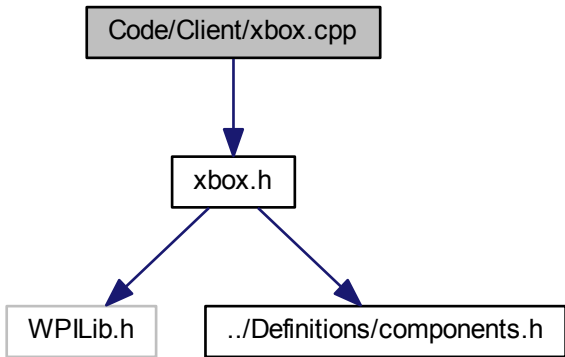 Code/Client/xbox.cpp
xbox.h
WPILib.h
../Definitions/components.h